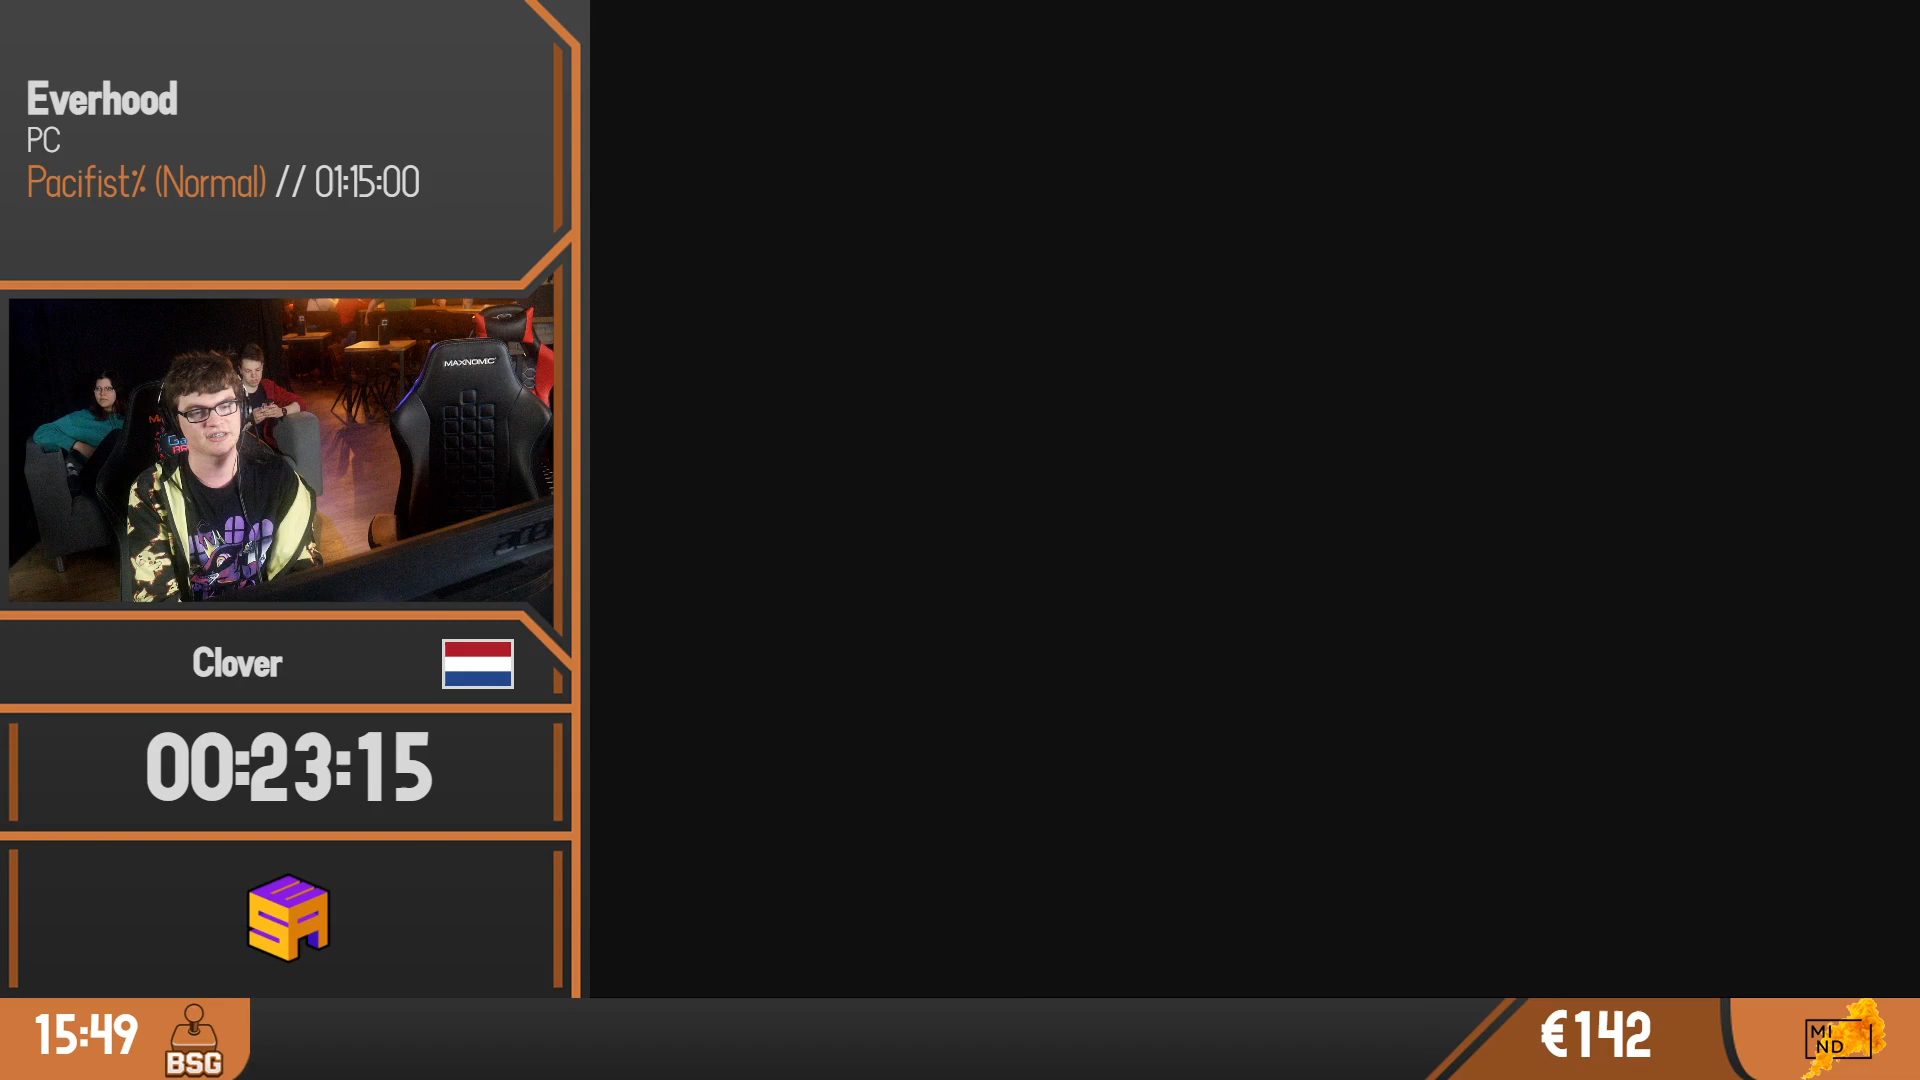 Everhood
PC
Pacifist% (Normal) // 01:15:00
MAXNOMIC
Clover
00:23:15
15:49
BSG
€142
MI
ND